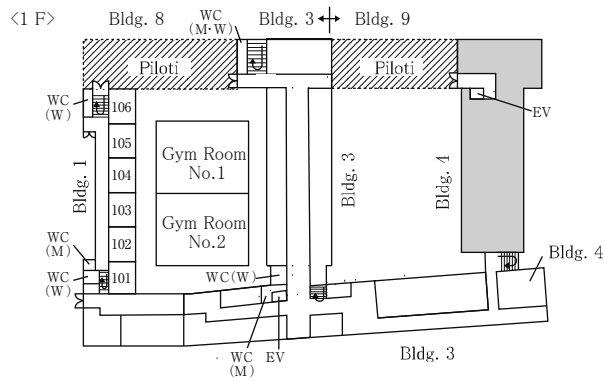 <1 F>
Bldg. 8
WC
(M·W)
Bldg. 3
Bldg. 9
Piloti
Piloti
WC
(W)
106
EV
105
Gym Room
No.1
104
Bldg. 1
Bldg. 3
Bldg. 4
103
Gym Room
No.2
102
WC
(M)
101
WC
(W)
WC(W)
Bldg. 4
WC
(M)
EV
Bldg. 3